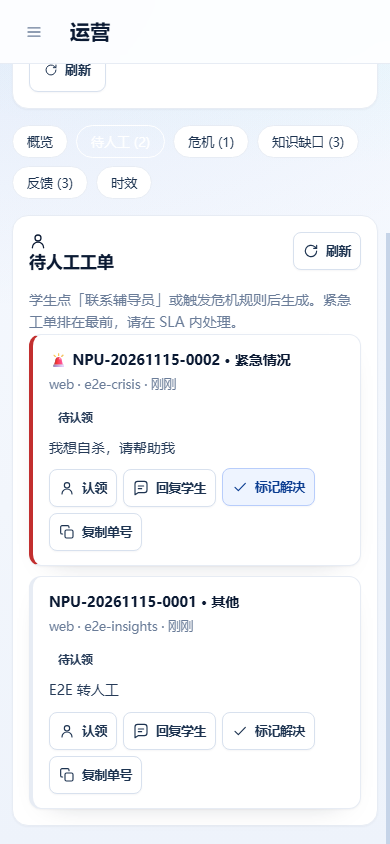 运营
刷新
概览
待人工 (2)
危机 (1)
知识缺口 (3)
反馈 (3)
时效
待人工工单
刷新
学生点「联系辅导员」或触发危机规则后生成。紧急
工单排在最前，请在 SLA 内处理。
🚨 NPU-20261115-0002 • 紧急情况
web · e2e-crisis · 刚刚
待认领
我想自杀，请帮助我
认领
回复学生
标记解决
复制单号
NPU-20261115-0001 • 其他
web · e2e-insights · 刚刚
待认领
E2E 转人工
认领
回复学生
标记解决
复制单号